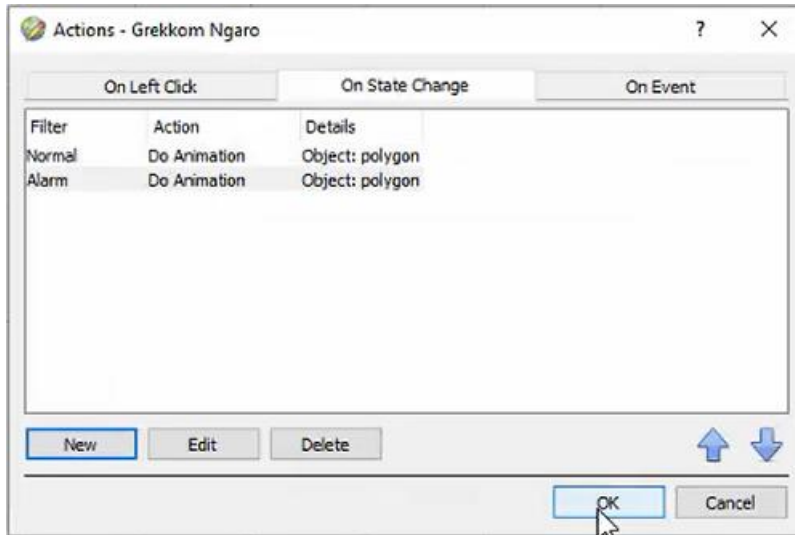 Actions - Grekkom Ngaro ?
On Left Click On State Change On Event
Filter Action Details
Normal Do Animation Object: polygon
Alarm Do Animation Object: polygon
New Edit Delete
OK Cancel